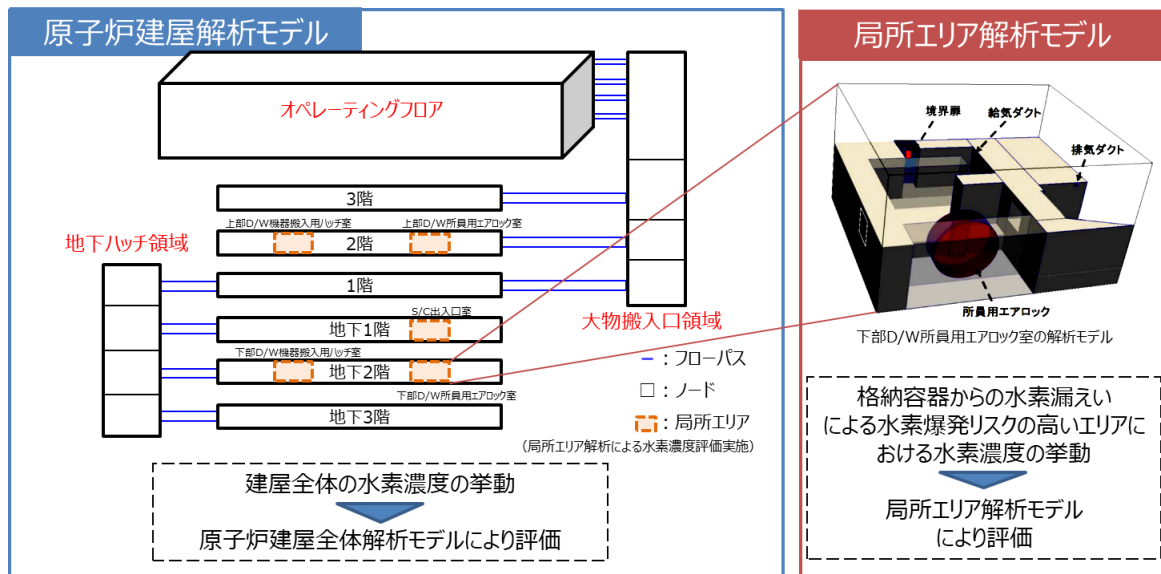 原子炉建屋解析モデル
オペレーティングフロア
3階
上部D/W機器搬入用ハッチ室
上部D/W所員用エアロック室
2階
地下ハッチ領域
1階
S/C出入口室
地下1階
大物搬入口領域
下部D/W機器搬入用ハッチ室
地下2階
下部D/W所員用エアロック室
地下3階
:フローパス
:ノード
:局所エリア
(局所エリア解析による水素濃度評価実施)
建屋全体の水素濃度の挙動
原子炉建屋全体解析モデルにより評価
局所エリア解析モデル
境界扉
給気ダクト
排気ダクト
所員用エアロック
下部D/W所員用エアロック室の解析モデル
格納容器からの水素漏えい
による水素爆発リスクの高いエリアに
おける水素濃度の挙動
局所エリア解析モデル
により評価